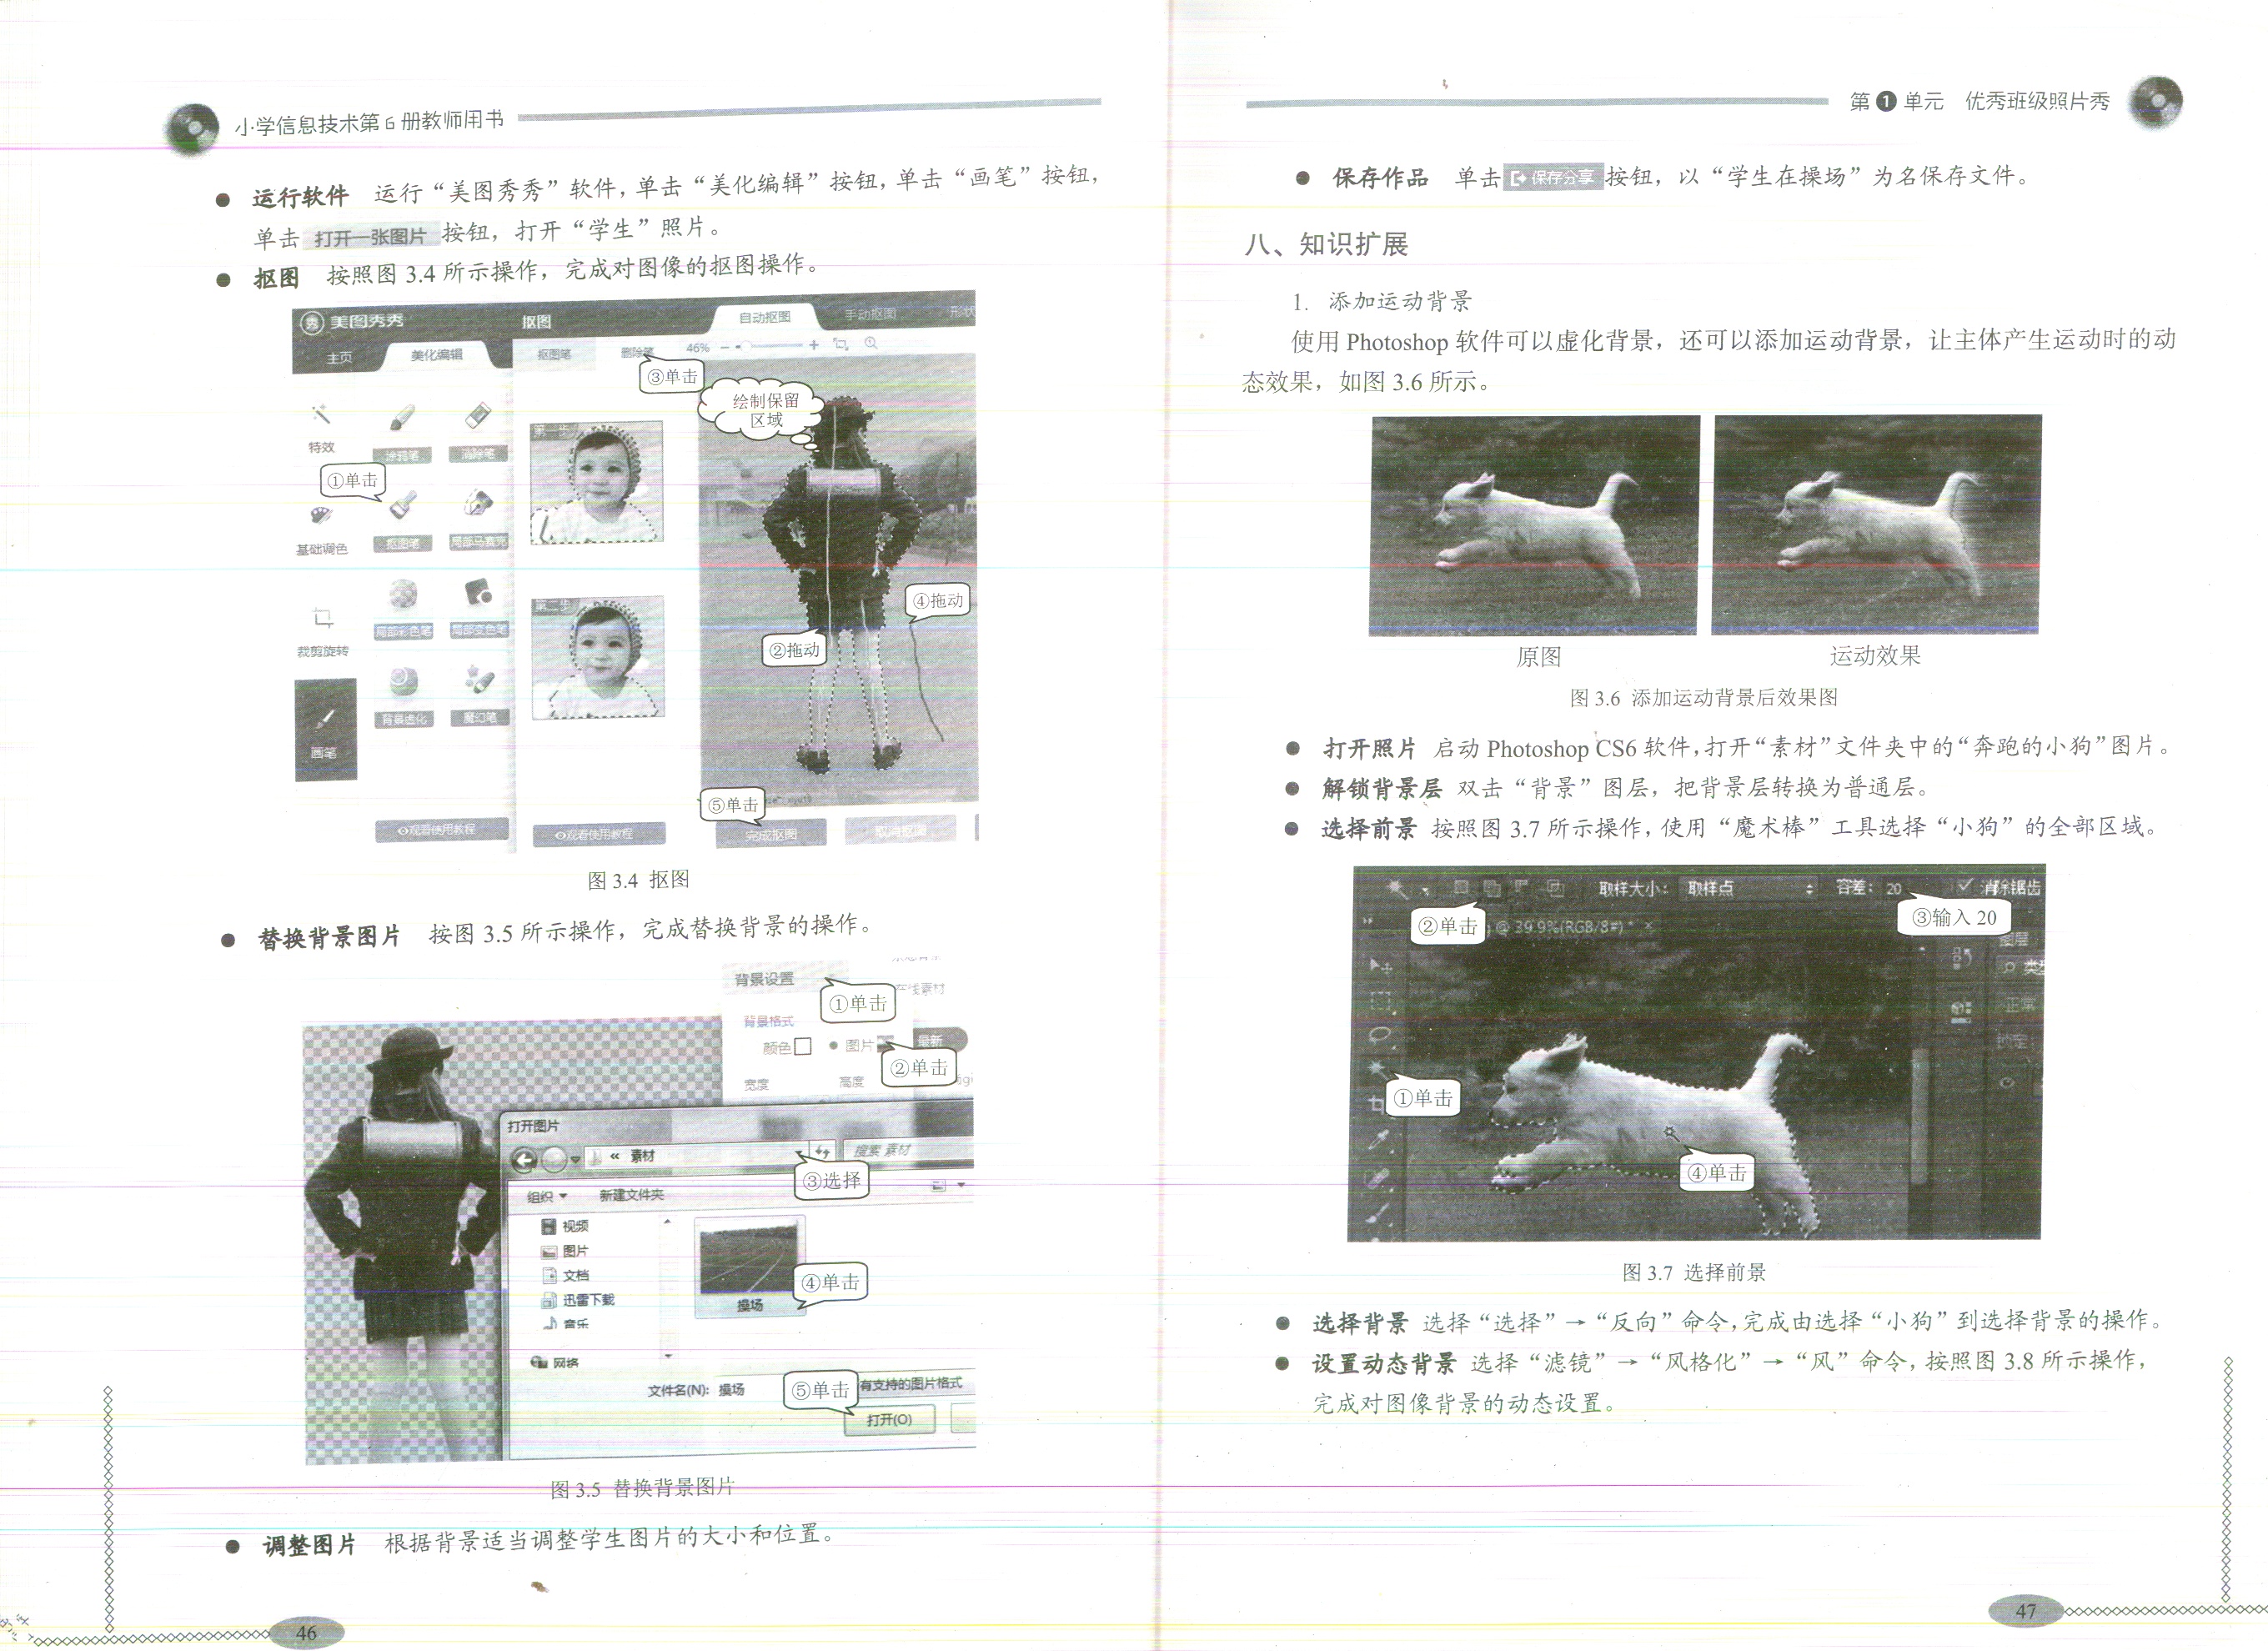 小学信息技术第6册教师用书
● 运行软件 运行“美图秀秀”软件，单击“美化编辑”按钮，单击“画笔”按钮，
单击 打开一张图片 按钮，打开“学生”照片。
● 抠图 按照图 3.4 所示操作，完成对图像的抠图操作。
美图秀秀 抠图 自动抠图 手动抠图 形状
主页 美化编辑 抠图笔 删除笔 46%
③单击
绘制保留
区域
第一步
特效 涂鸦笔 消除笔
①单击
基础调色 抠图笔 局部马赛克
第二步
④拖动
局部彩色笔 局部变色笔
裁剪旋转
②拖动
背景虚化 魔幻笔
画笔
⑤单击
观看使用教程 观看使用教程 完成抠图 取消抠图
图 3.4 抠图
● 替换背景图片 按图 3.5 所示操作，完成替换背景的操作。
背景设置
①单击
在线素材
背景格式
颜色 图片 最新
②单击
宽度 高度
打开图片
« 素材 搜索 素材
③选择
组织 新建文件夹
视频
图片
文档
④单击
迅雷下载
操场
音乐
网络
文件名(N): 操场
⑤单击
有支持的图片格式
打开(O)
图 3.5 替换背景图片
● 调整图片 根据背景适当调整学生图片的大小和位置。
46
第1单元 优秀班级照片秀
● 保存作品 单击 保存分享 按钮，以“学生在操场”为名保存文件。
八、知识扩展
1. 添加运动背景
使用 Photoshop 软件可以虚化背景，还可以添加运动背景，让主体产生运动时的动
态效果，如图 3.6 所示。
原图 运动效果
图 3.6 添加运动背景后效果图
● 打开照片 启动 Photoshop CS6 软件，打开“素材”文件夹中的“奔跑的小狗”图片。
● 解锁背景层 双击“背景”图层，把背景层转换为普通层。
● 选择前景 按照图 3.7 所示操作，使用“魔术棒”工具选择“小狗”的全部区域。
取样大小： 取样点 容差： 20 消除锯齿
②单击
③输入 20
@ 39.9%(RGB/8#) * ×
图层
正常
锁定:
①单击
④单击
图 3.7 选择前景
● 选择背景 选择“选择”→“反向”命令，完成由选择“小狗”到选择背景的操作。
● 设置动态背景 选择“滤镜”→“风格化”→“风”命令，按照图 3.8 所示操作，
完成对图像背景的动态设置。
47